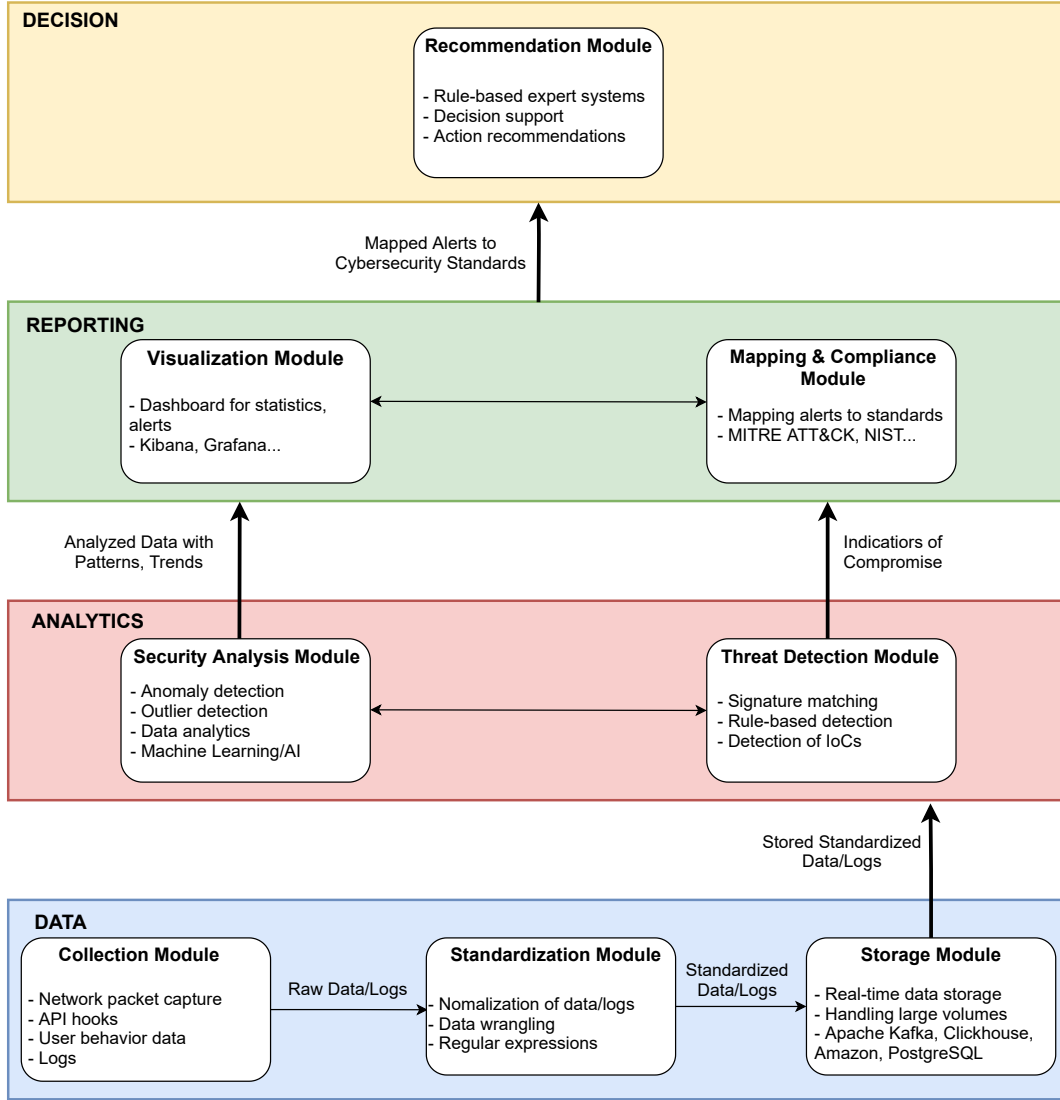 DECISION
Recommendation Module
- Rule-based expert systems
- Decision support
- Action recommendations
Mapped Alerts to
Cybersecurity Standards
REPORTING
Visualization Module
- Dashboard for statistics,
alerts
- Kibana, Grafana...
Mapping & Compliance
Module
- Mapping alerts to standards
- MITRE ATT&CK, NIST...
Analyzed Data with
Patterns, Trends
Indicatiors of
Compromise
ANALYTICS
Security Analysis Module
- Anomaly detection
- Outlier detection
- Data analytics
- Machine Learning/AI
Threat Detection Module
- Signature matching
- Rule-based detection
- Detection of IoCs
Stored Standardized
Data/Logs
DATA
Collection Module
- Network packet capture
- API hooks
- User behavior data
- Logs
Raw Data/Logs
Standardization Module
- Nomalization of data/logs
- Data wrangling
- Regular expressions
Standardized
Data/Logs
Storage Module
- Real-time data storage
- Handling large volumes
- Apache Kafka, Clickhouse,
Amazon, PostgreSQL